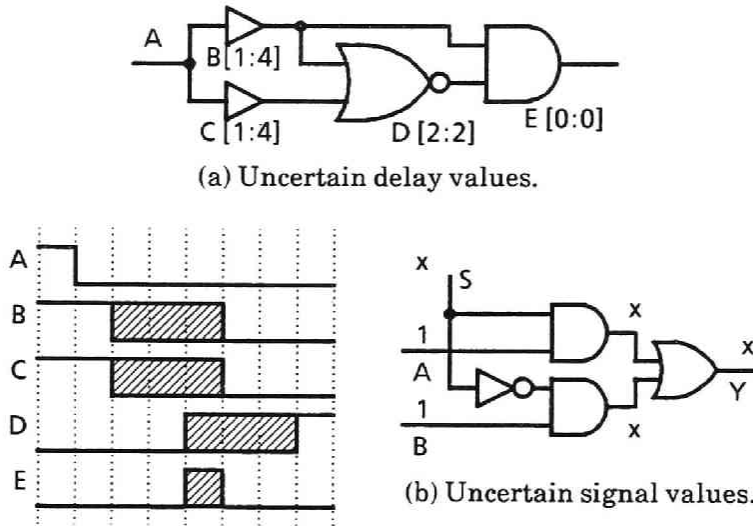 A
B[1:4]
C [1:4]
D [2:2]
E [0:0]
(a) Uncertain delay values.
A
B
C
D
E
x
S
1
A
1
B
x
x
x
Y
(b) Uncertain signal values.